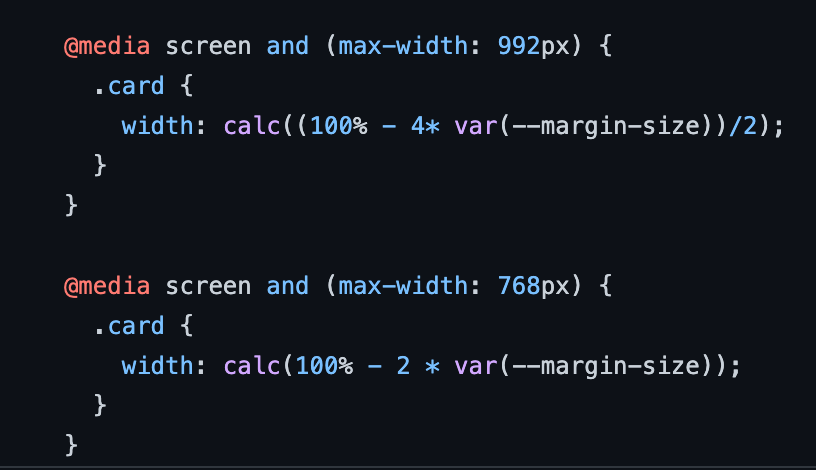 @media screen and (max-width: 992px) {
.card {
width: calc((100% - 4* var(--margin-size))/2);
}
}
@media screen and (max-width: 768px) {
.card {
width: calc(100% - 2 * var(--margin-size));
}
}